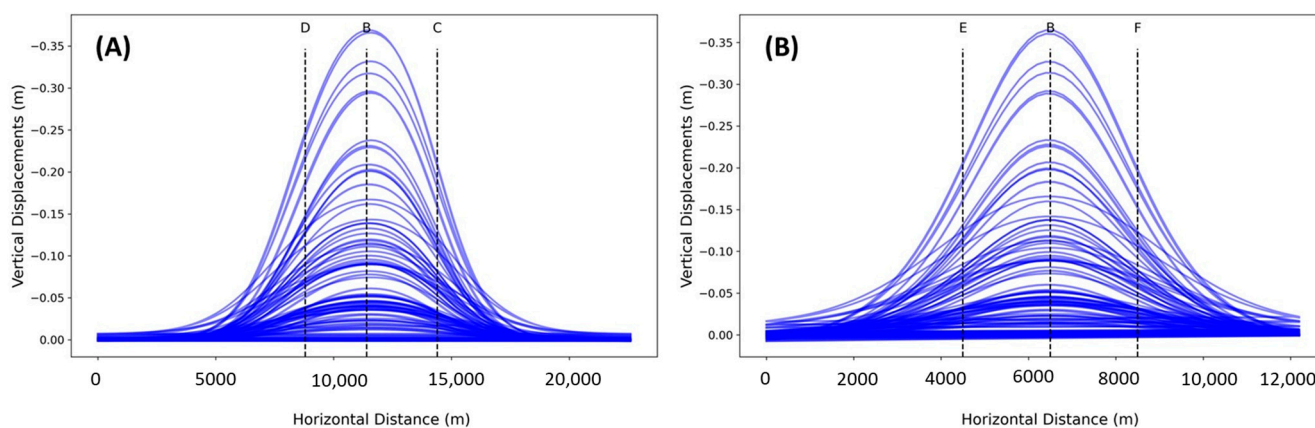 (A)
D B C
−0.35
−0.30
−0.25
−0.20
−0.15
−0.10
−0.05
0.00
Vertical Displacements (m)
0 5000 10,000 15,000 20,000
Horizontal Distance (m)
(B)
E B F
−0.35
−0.30
−0.25
−0.20
−0.15
−0.10
−0.05
0.00
Vertical Displacements (m)
0 2000 4000 6000 8000 10,000 12,000
Horizontal Distance (m)